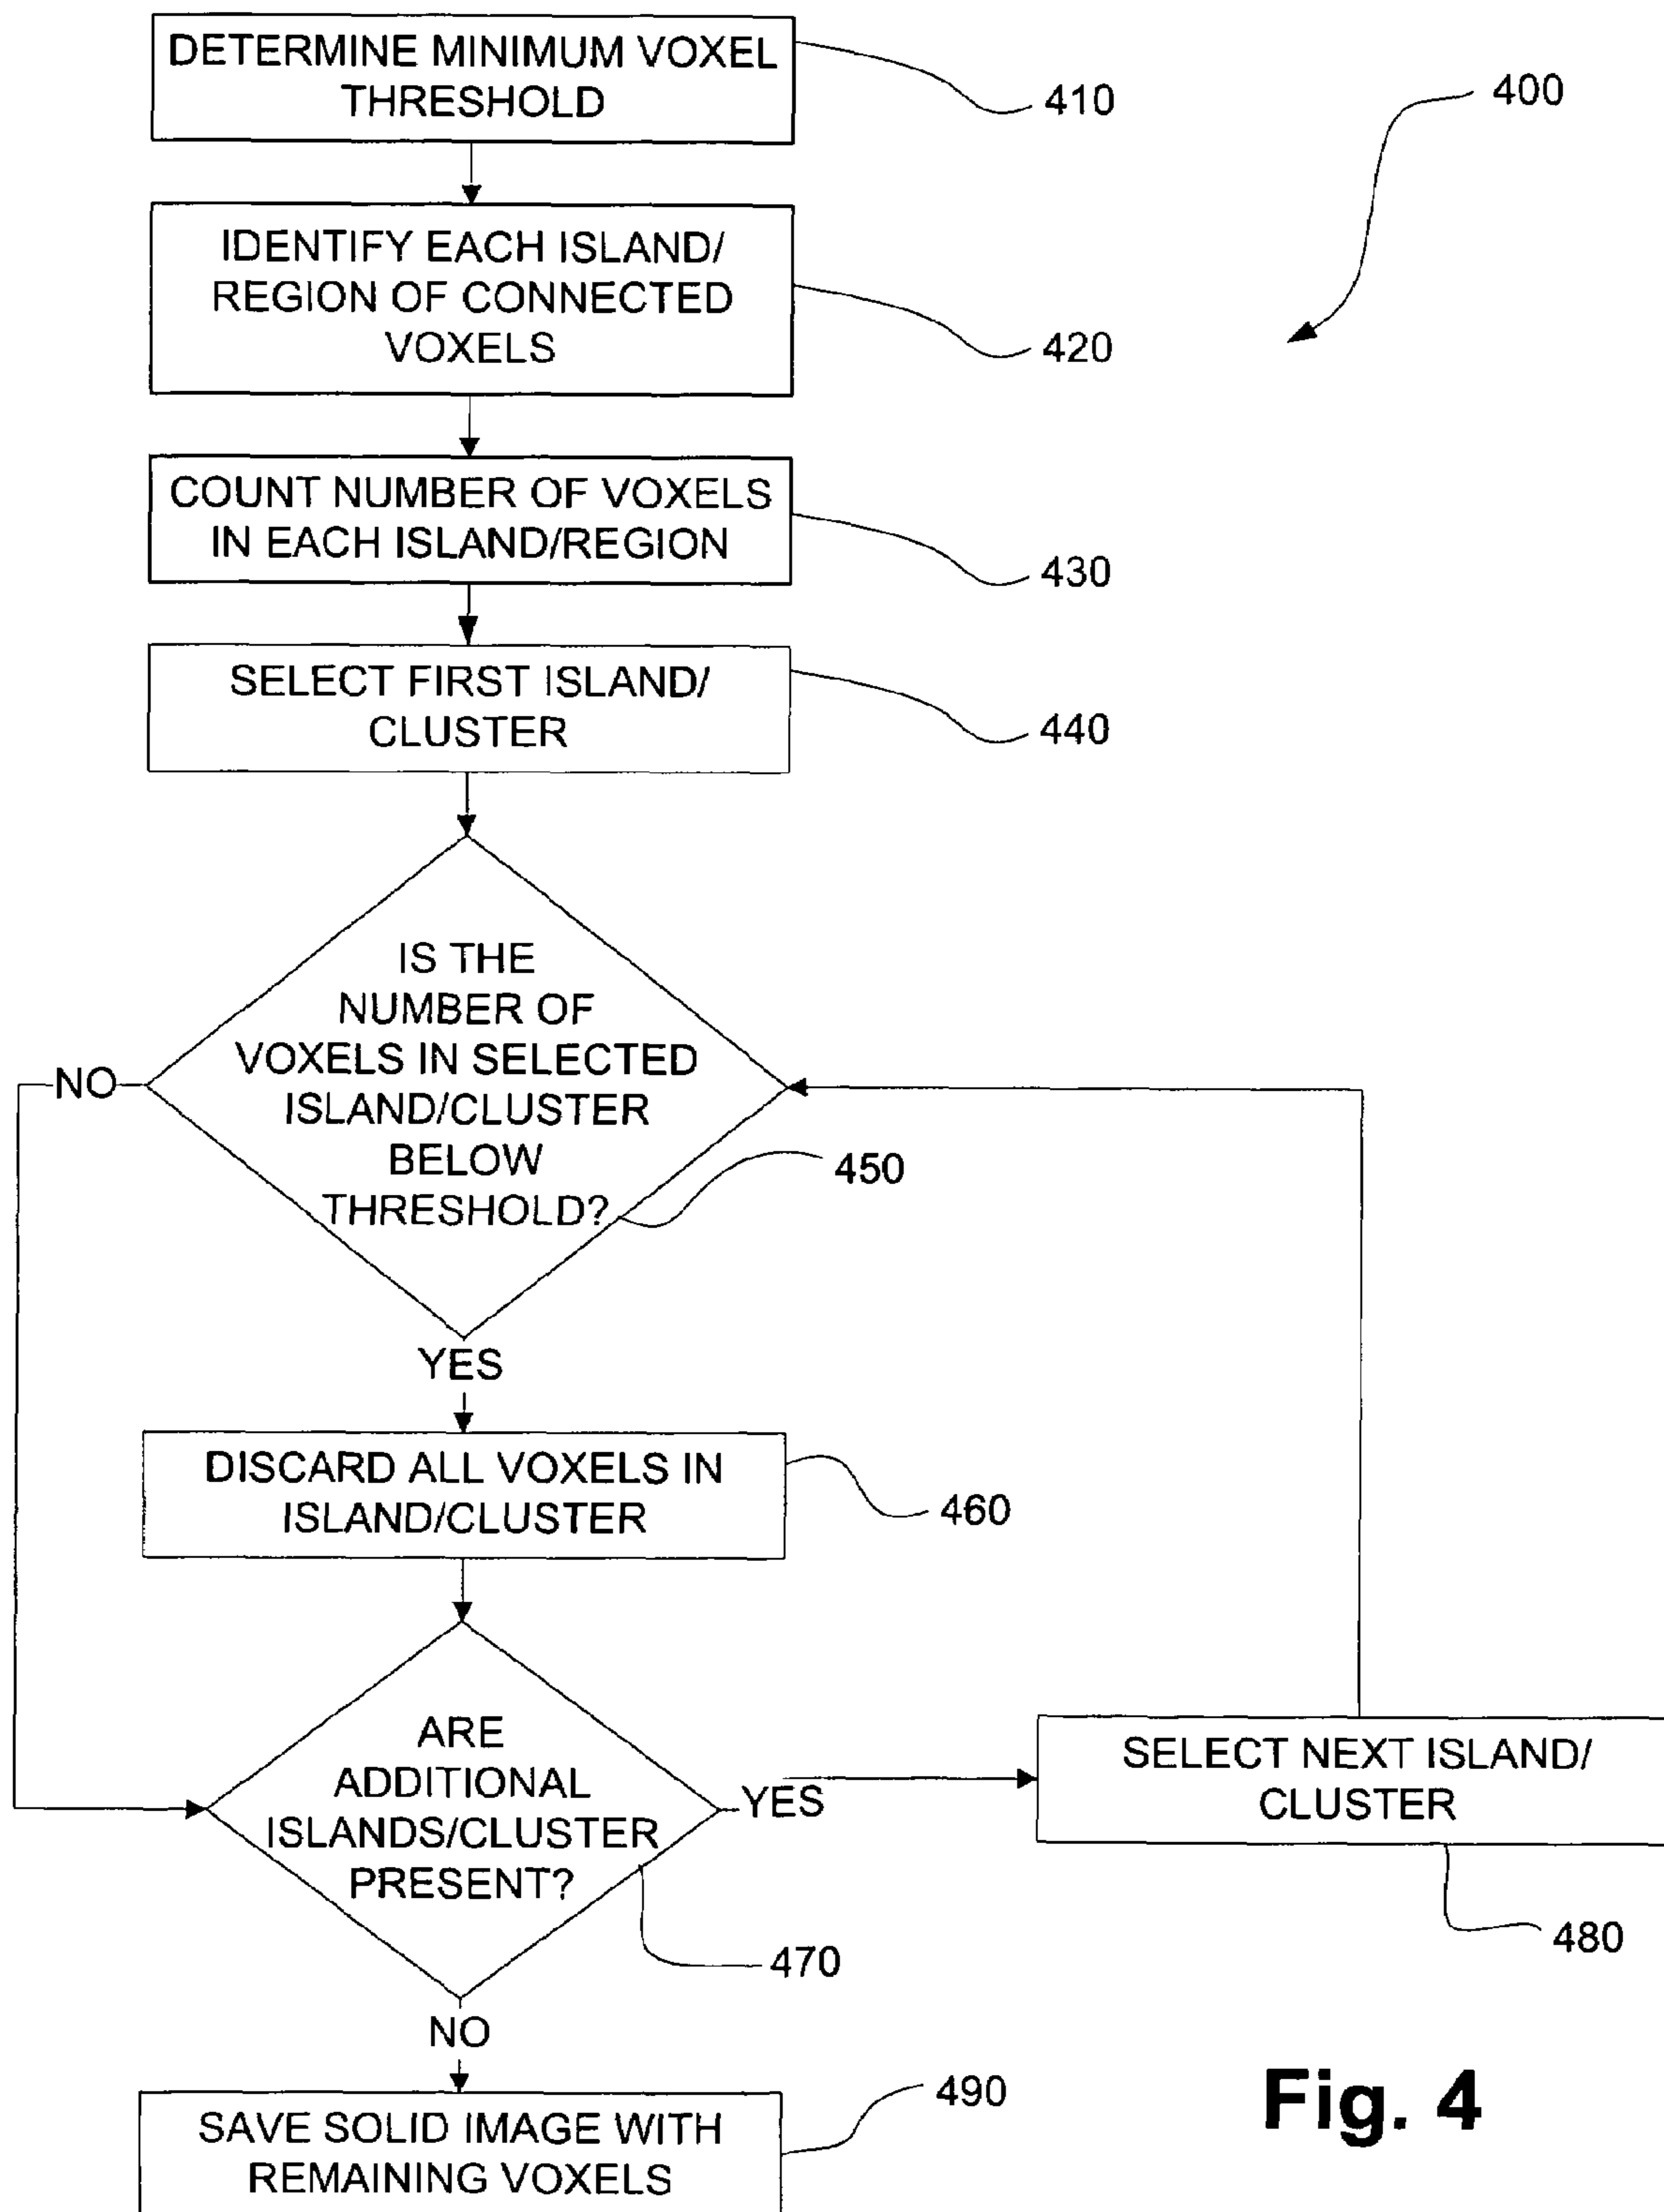 DETERMINE MINIMUM VOXEL
THRESHOLD
410
400
IDENTIFY EACH ISLAND/
REGION OF CONNECTED
VOXELS
420
COUNT NUMBER OF VOXELS
IN EACH ISLAND/REGION
430
SELECT FIRST ISLAND/
CLUSTER
440
IS THE
NUMBER OF
VOXELS IN SELECTED
ISLAND/CLUSTER
BELOW
THRESHOLD?
450
NO
YES
DISCARD ALL VOXELS IN
ISLAND/CLUSTER
460
ARE
ADDITIONAL
ISLANDS/CLUSTER
PRESENT?
470
YES
SELECT NEXT ISLAND/
CLUSTER
480
NO
SAVE SOLID IMAGE WITH
REMAINING VOXELS
490
Fig. 4